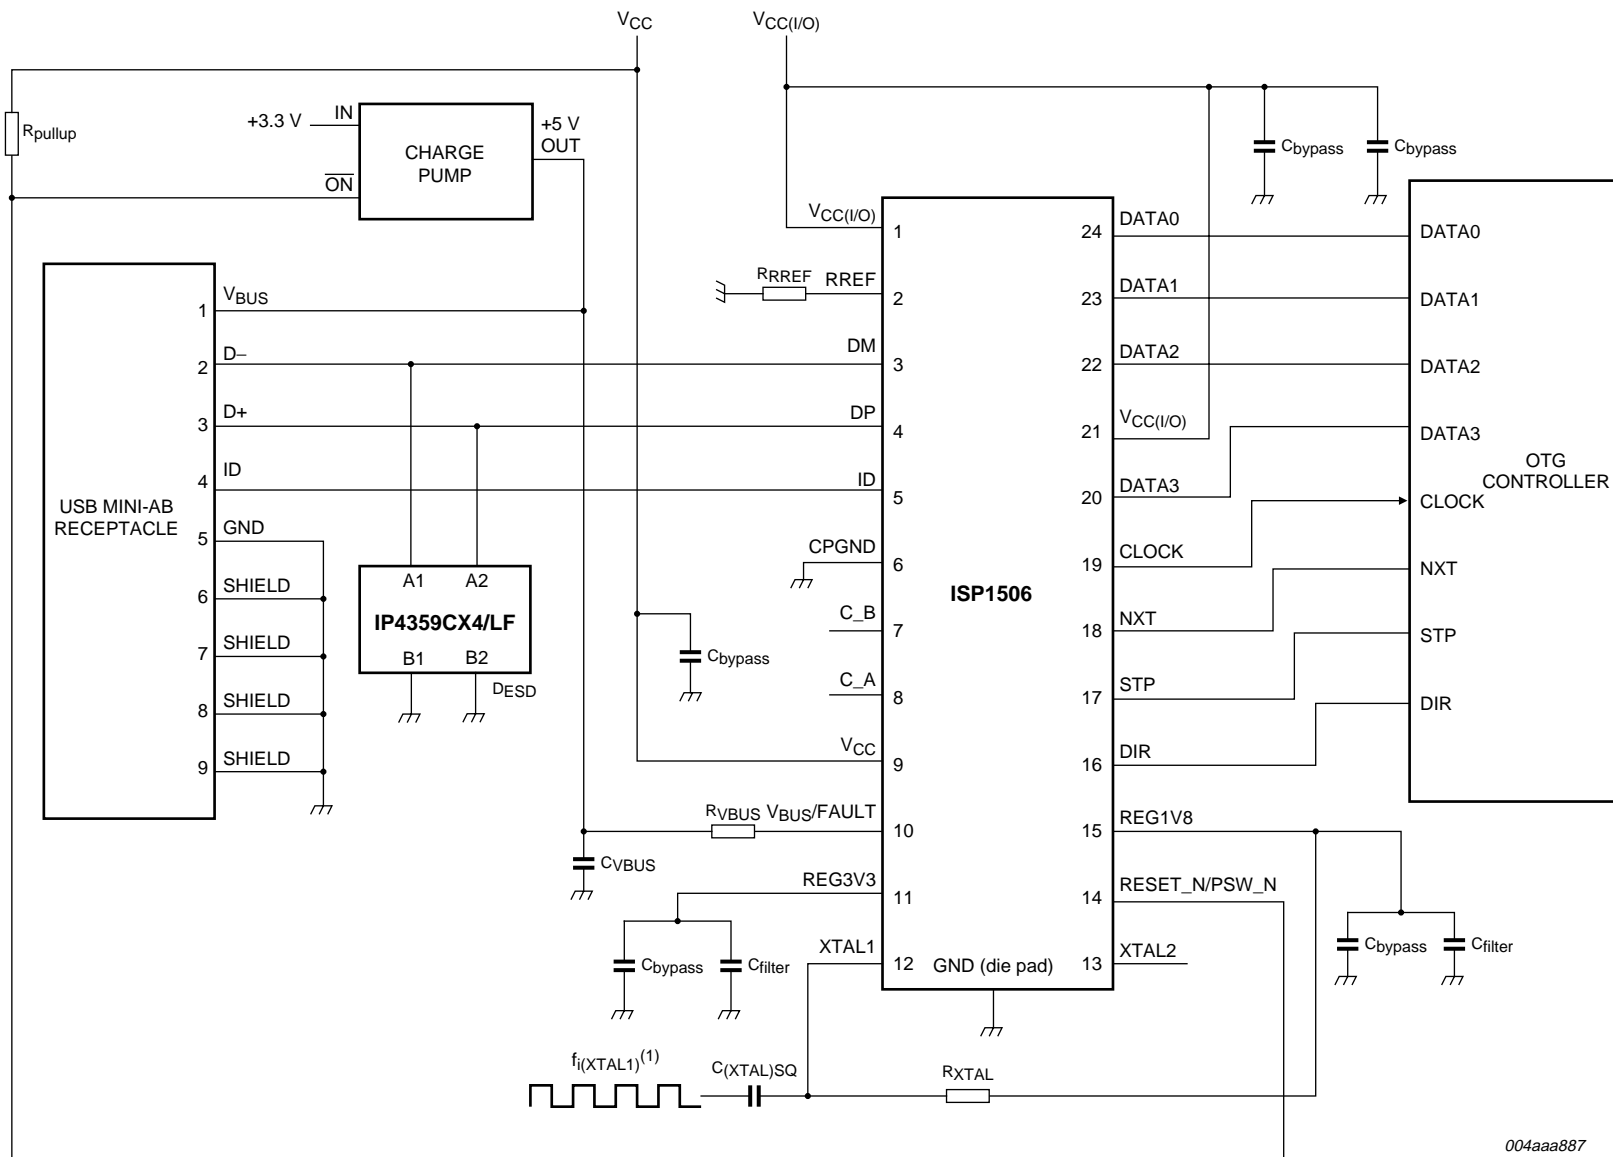 VCC
VCC(I/O)
Rpullup
+3.3 V
IN
ON
CHARGE
PUMP
+5 V
OUT
Cbypass
Cbypass
USB MINI-AB
RECEPTACLE
1
VBUS
2
D−
3
D+
4
ID
5
GND
6
SHIELD
7
SHIELD
8
SHIELD
9
SHIELD
A1
A2
IP4359CX4/LF
B1
B2
DESD
Cbypass
VCC(I/O)
1
RRREF
RREF
2
DM
3
DP
4
ID
5
CPGND
6
C_B
7
C_A
8
VCC
9
RVBUS
VBUS/FAULT
10
CVBUS
REG3V3
11
Cbypass
Cfilter
XTAL1
12
ISP1506
GND (die pad)
24
DATA0
23
DATA1
22
DATA2
21
VCC(I/O)
20
DATA3
19
CLOCK
18
NXT
17
STP
16
DIR
15
REG1V8
14
RESET_N/PSW_N
13
XTAL2
Cbypass
Cfilter
DATA0
DATA1
DATA2
DATA3
OTG
CONTROLLER
CLOCK
NXT
STP
DIR
fi(XTAL1)(1)
C(XTAL)SQ
RXTAL
004aaa887